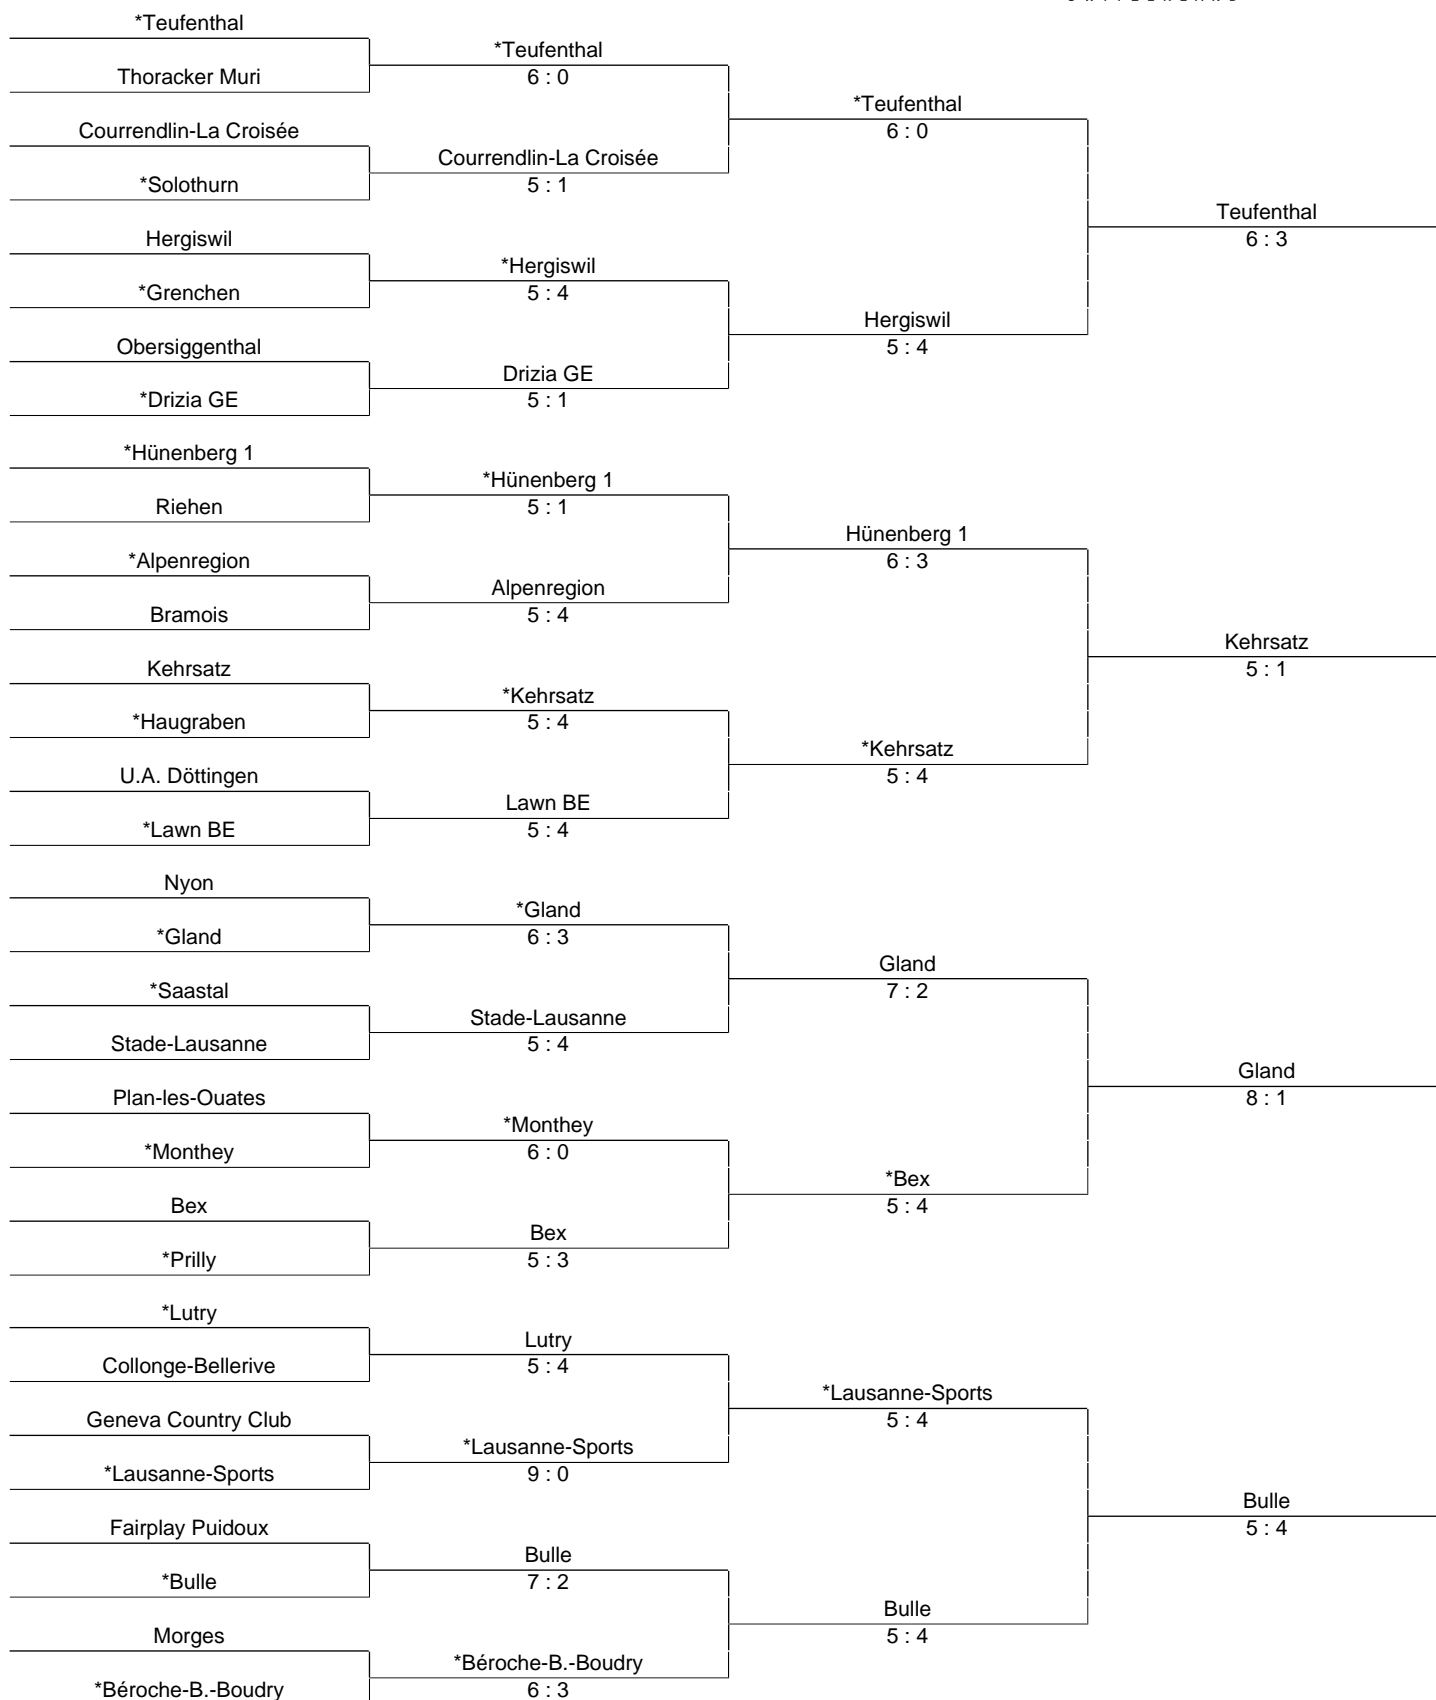 *Teufenthal
*Teufenthal
Thoracker Muri
6 : 0
*Teufenthal
Courrendlin-La Croisée
6 : 0
Courrendlin-La Croisée
*Solothurn
5 : 1
Teufenthal
Hergiswil
6 : 3
*Hergiswil
*Grenchen
5 : 4
Hergiswil
Obersiggenthal
5 : 4
Drizia GE
*Drizia GE
5 : 1
*Hünenberg 1
*Hünenberg 1
Riehen
5 : 1
Hünenberg 1
*Alpenregion
6 : 3
Alpenregion
Bramois
5 : 4
Kehrsatz
Kehrsatz
5 : 1
*Kehrsatz
*Haugraben
5 : 4
*Kehrsatz
U.A. Döttingen
5 : 4
Lawn BE
*Lawn BE
5 : 4
Nyon
*Gland
*Gland
6 : 3
Gland
*Saastal
7 : 2
Stade-Lausanne
Stade-Lausanne
5 : 4
Gland
Plan-les-Ouates
8 : 1
*Monthey
*Monthey
6 : 0
*Bex
Bex
5 : 4
Bex
*Prilly
5 : 3
*Lutry
Lutry
Collonge-Bellerive
5 : 4
*Lausanne-Sports
Geneva Country Club
5 : 4
*Lausanne-Sports
*Lausanne-Sports
9 : 0
Bulle
Fairplay Puidoux
5 : 4
Bulle
*Bulle
7 : 2
Bulle
Morges
5 : 4
*Béroche-B.-Boudry
*Béroche-B.-Boudry
6 : 3